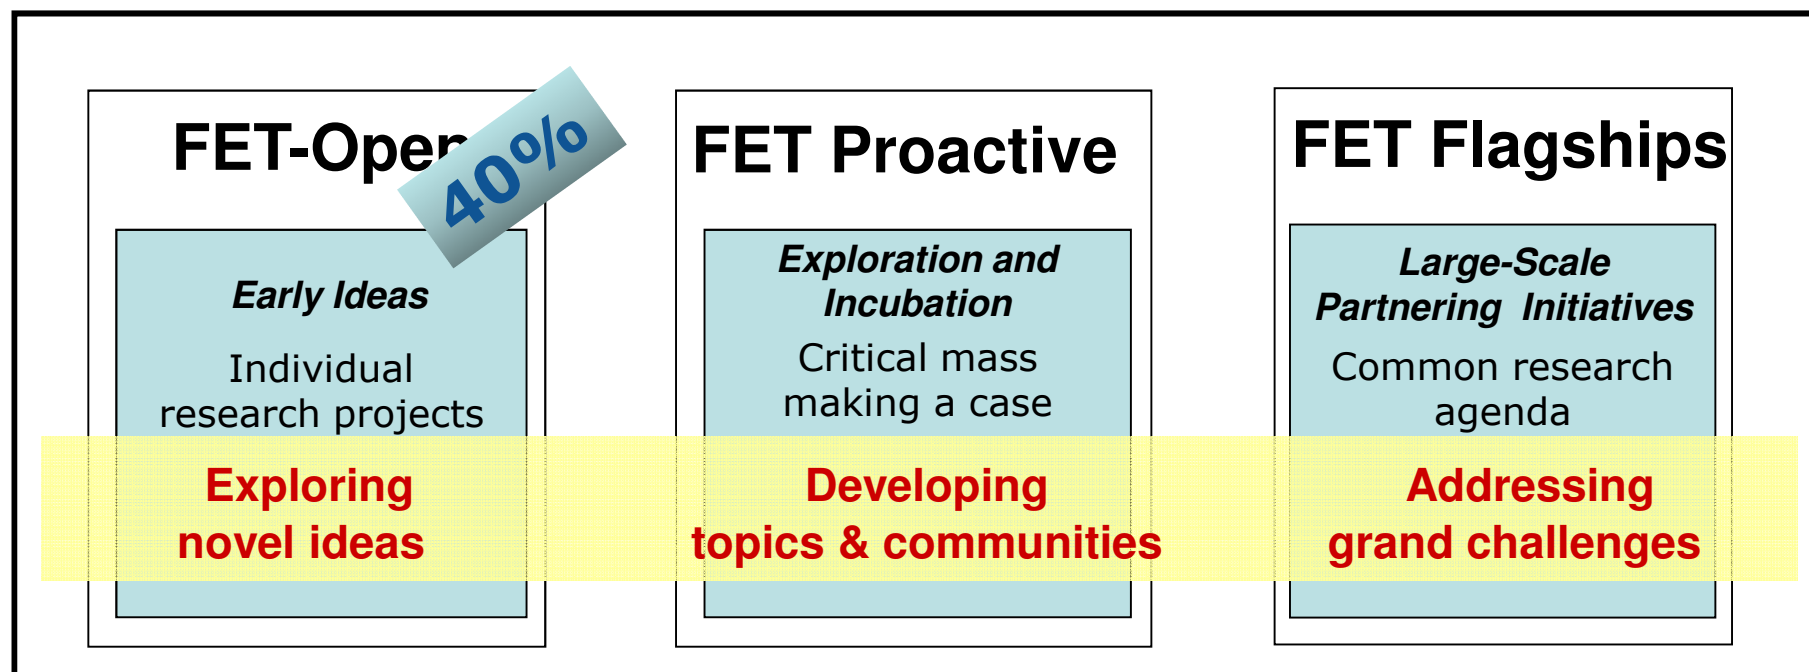 FET-Open
40%
Early Ideas
Individual
research projects
Exploring
novel ideas
FET Proactive
Exploration and
Incubation
Critical mass
making a case
Developing
topics & communities
FET Flagships
Large-Scale
Partnering Initiatives
Common research
agenda
Addressing
grand challenges